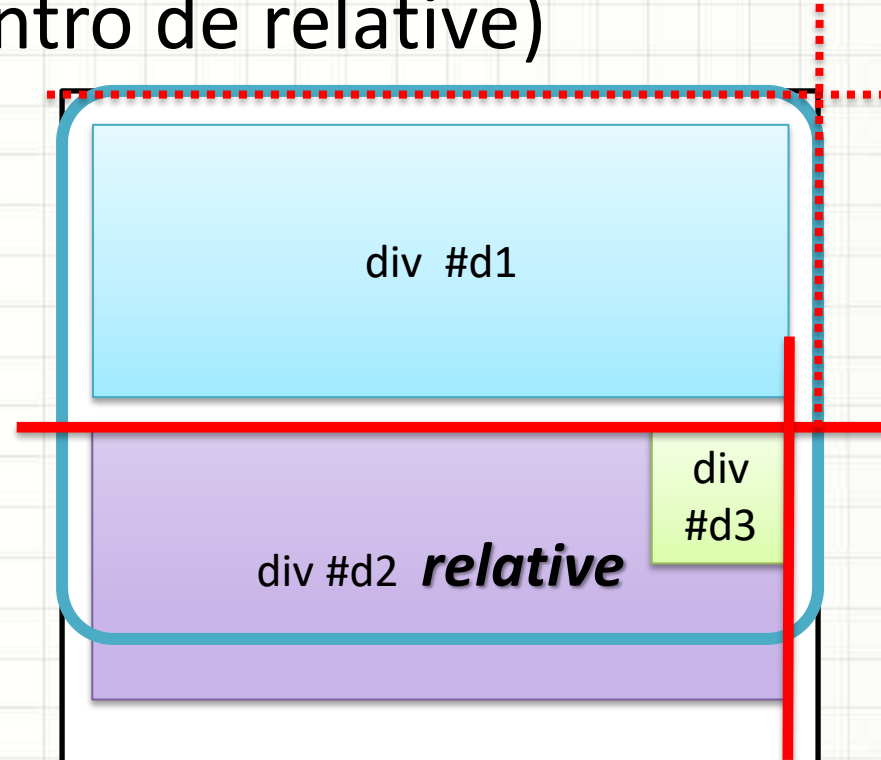 ntro de relative)
div #d1
div
#d3
div #d2 relative